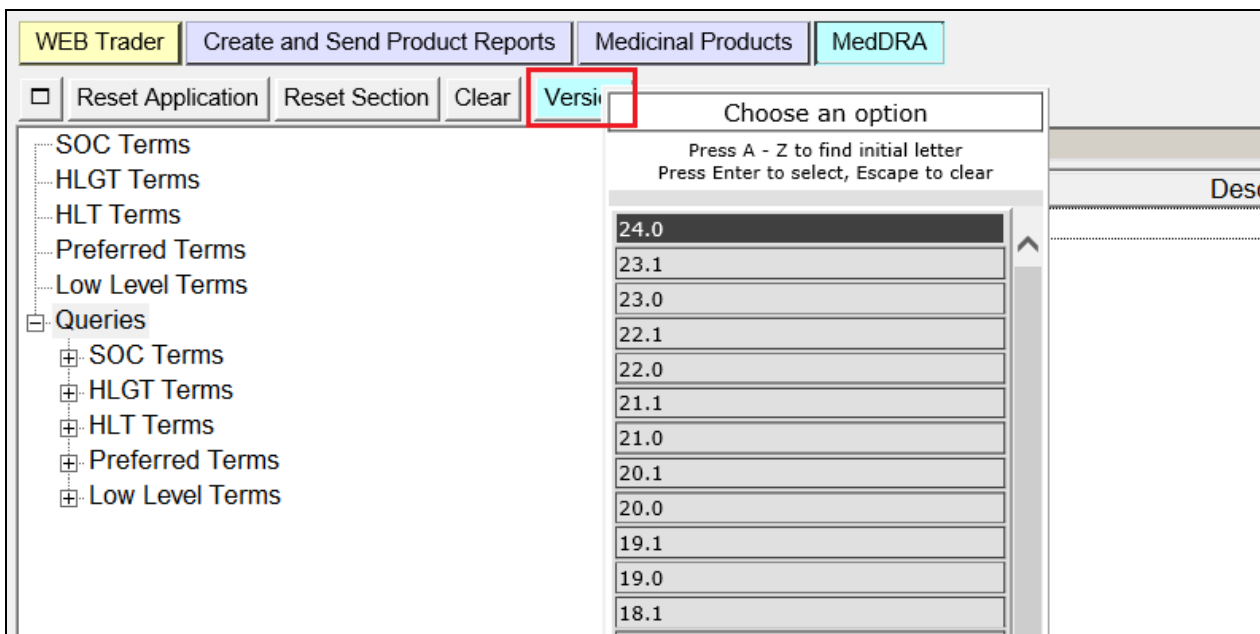 WEB Trader Create and Send Product Reports Medicinal Products MedDRA
Reset Application Reset Section Clear Versi
Choose an option
Press A - Z to find initial letter
Press Enter to select, Escape to clear
SOC Terms
HLGT Terms
HLT Terms
Preferred Terms
Low Level Terms
Queries
SOC Terms
HLGT Terms
HLT Terms
Preferred Terms
Low Level Terms
24.0
23.1
23.0
22.1
22.0
21.1
21.0
20.1
20.0
19.1
19.0
18.1
Desc